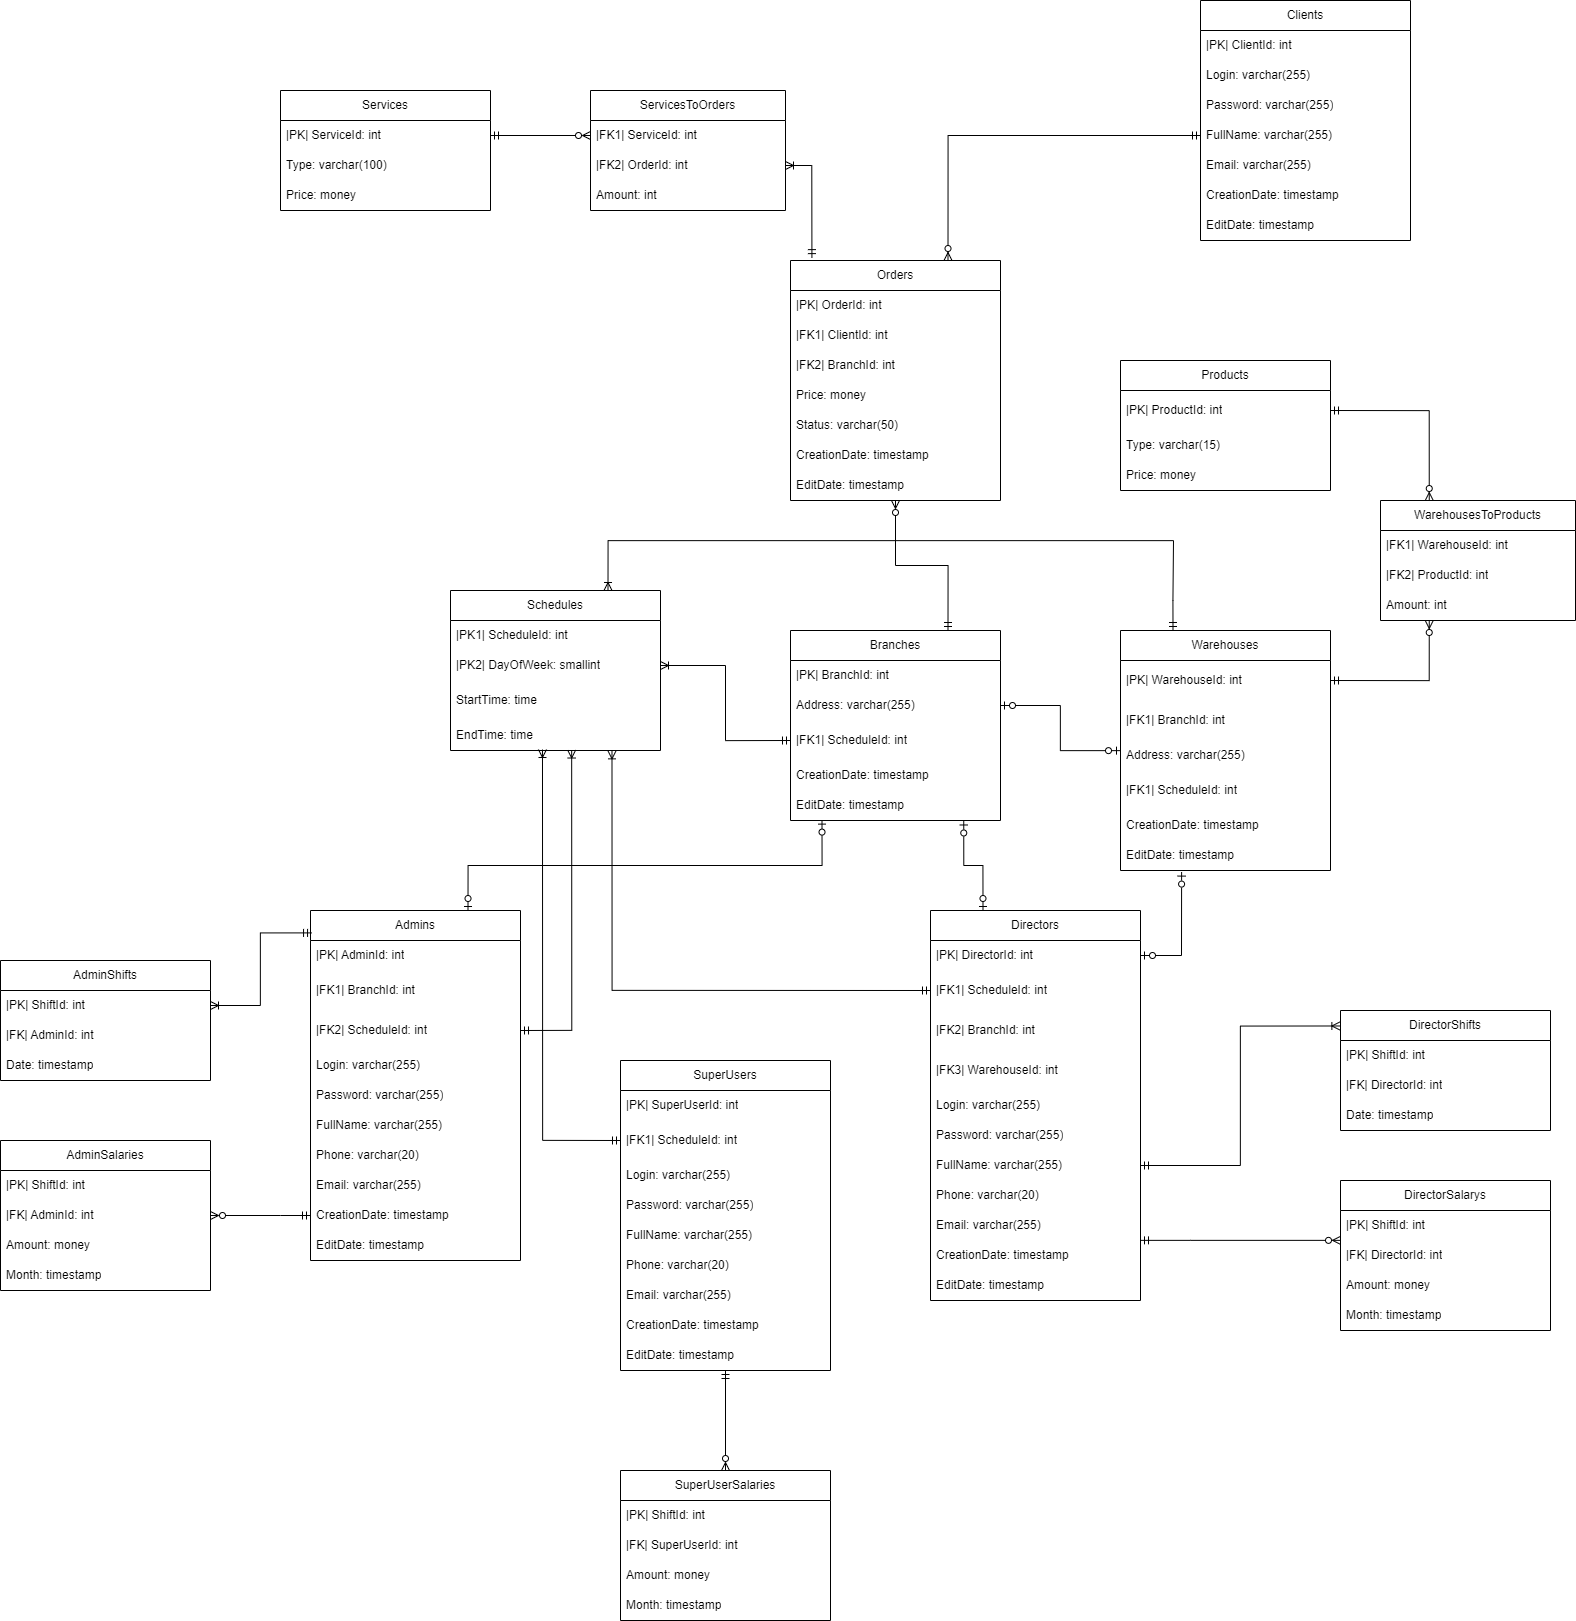 Clients
|PK| ClientId: int
Login: varchar(255)
Password: varchar(255)
FullName: varchar(255)
Email: varchar(255)
CreationDate: timestamp
EditDate: timestamp
Services
|PK| ServiceId: int
Type: varchar(100)
Price: money
ServicesToOrders
|FK1| ServiceId: int
|FK2| OrderId: int
Amount: int
Orders
|PK| OrderId: int
|FK1| ClientId: int
|FK2| BranchId: int
Price: money
Status: varchar(50)
CreationDate: timestamp
EditDate: timestamp
Products
|PK| ProductId: int
Type: varchar(15)
Price: money
WarehousesToProducts
|FK1| WarehouseId: int
|FK2| ProductId: int
Amount: int
Schedules
|PK1| ScheduleId: int
|PK2| DayOfWeek: smallint
StartTime: time
EndTime: time
Branches
|PK| BranchId: int
Address: varchar(255)
|FK1| ScheduleId: int
CreationDate: timestamp
EditDate: timestamp
Warehouses
|PK| WarehouseId: int
|FK1| BranchId: int
Address: varchar(255)
|FK1| ScheduleId: int
CreationDate: timestamp
EditDate: timestamp
Admins
|PK| AdminId: int
|FK1| BranchId: int
|FK2| ScheduleId: int
Login: varchar(255)
Password: varchar(255)
FullName: varchar(255)
Phone: varchar(20)
Email: varchar(255)
CreationDate: timestamp
EditDate: timestamp
Directors
|PK| DirectorId: int
|FK1| ScheduleId: int
|FK2| BranchId: int
|FK3| WarehouseId: int
Login: varchar(255)
Password: varchar(255)
FullName: varchar(255)
Phone: varchar(20)
Email: varchar(255)
CreationDate: timestamp
EditDate: timestamp
AdminShifts
|PK| ShiftId: int
|FK| AdminId: int
Date: timestamp
AdminSalaries
|PK| ShiftId: int
|FK| AdminId: int
Amount: money
Month: timestamp
SuperUsers
|PK| SuperUserId: int
|FK1| ScheduleId: int
Login: varchar(255)
Password: varchar(255)
FullName: varchar(255)
Phone: varchar(20)
Email: varchar(255)
CreationDate: timestamp
EditDate: timestamp
DirectorShifts
|PK| ShiftId: int
|FK| DirectorId: int
Date: timestamp
DirectorSalarys
|PK| ShiftId: int
|FK| DirectorId: int
Amount: money
Month: timestamp
SuperUserSalaries
|PK| ShiftId: int
|FK| SuperUserId: int
Amount: money
Month: timestamp